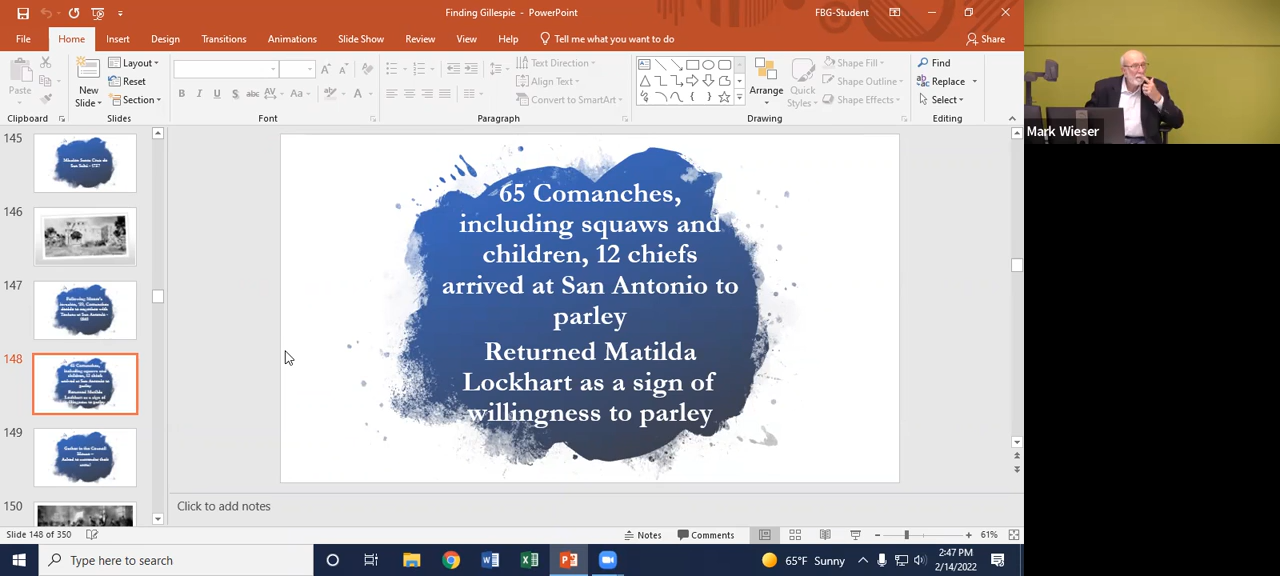 Finding Gillespie - PowerPoint
FBG-Student
File Home Insert Design Transitions Animations Slide Show Review View Help Tell me what you want to do Share
Paste
New Slide
Layout
Reset
Section
Text Direction
Align Text
Convert to SmartArt
Arrange
Quick Styles
Shape Fill
Shape Outline
Shape Effects
Find
Replace
Select
Clipboard Slides Font Paragraph Drawing Editing
145
146
147
148
149
150
65 Comanches,
including squaws and
children, 12 chiefs
arrived at San Antonio to
parley
Returned Matilda
Lockhart as a sign of
willingness to parley
Mark Wieser
Click to add notes
Slide 148 of 350
Notes Comments 61%
Type here to search
65°F Sunny
2:47 PM
2/14/2022